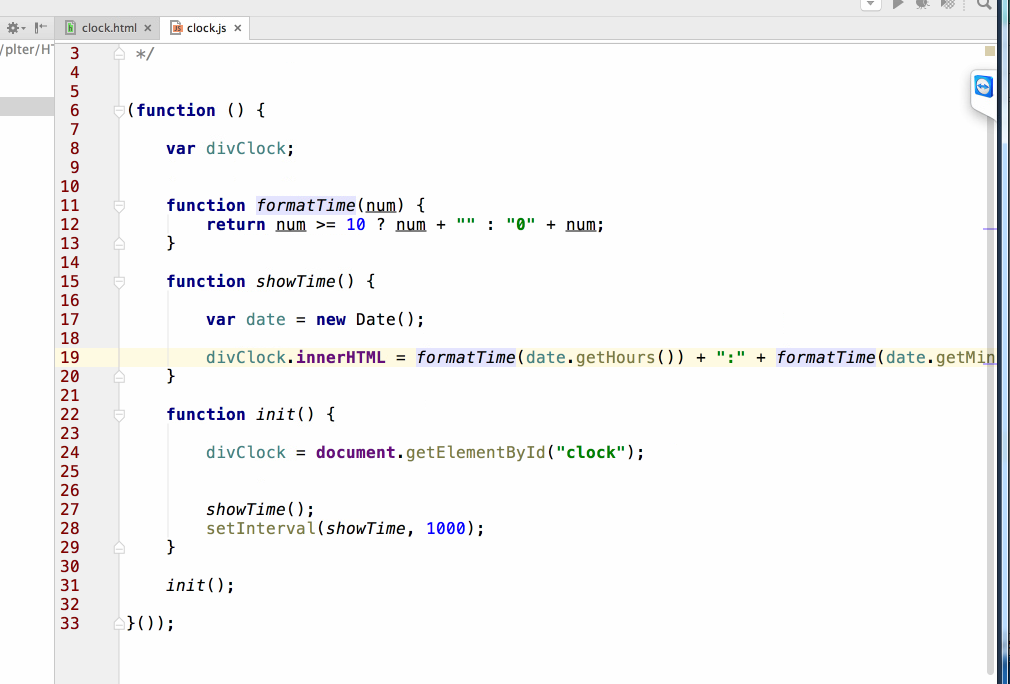 clock.html
clock.js
/plter/HT
3 */
4
5
6 (function () {
7
8 var divClock;
9
10
11 function formatTime(num) {
12 return num >= 10 ? num + "" : "0" + num;
13 }
14
15 function showTime() {
16
17 var date = new Date();
18
19 divClock.innerHTML = formatTime(date.getHours()) + ":" + formatTime(date.getMin
20 }
21
22 function init() {
23
24 divClock = document.getElementById("clock");
25
26
27 showTime();
28 setInterval(showTime, 1000);
29 }
30
31 init();
32
33 }());